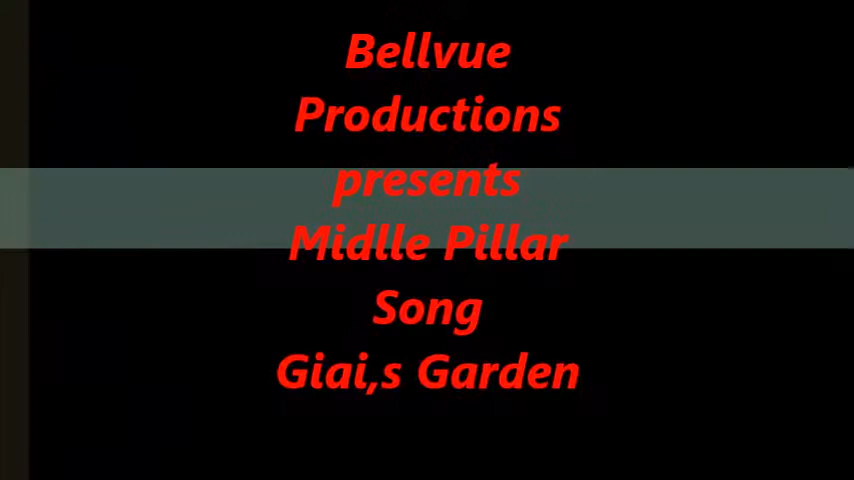 Bellvue
Productions
presents
Midlle Pillar
Song
Giai,s Garden